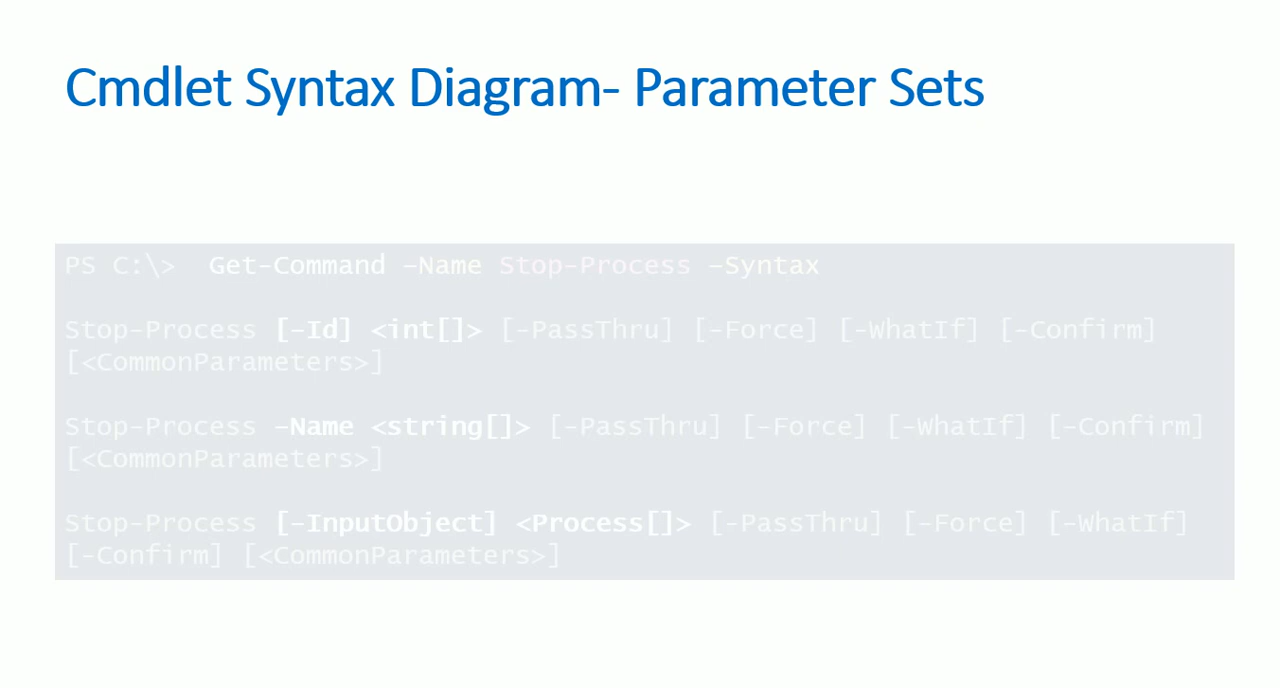 Cmdlet Syntax Diagram- Parameter Sets
PS C:\> Get-Command –Name Stop-Process –Syntax
Stop-Process [-Id] <int[]> [-PassThru] [-Force] [-WhatIf] [-Confirm]
[<CommonParameters>]
Stop-Process –Name <string[]> [-PassThru] [-Force] [-WhatIf] [-Confirm]
[<CommonParameters>]
Stop-Process [-InputObject] <Process[]> [-PassThru] [-Force] [-WhatIf]
[-Confirm] [<CommonParameters>]